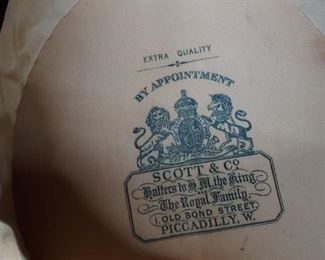 EXTRA QUALITY
BY APPOINTMENT
SCOTT & Co
Hatters to H.M. the King
The Royal Family.
1, OLD BOND STREET,
PICCADILLY, W.